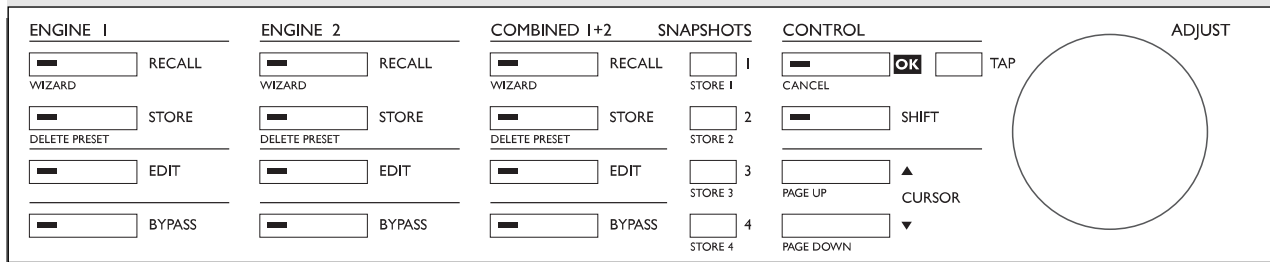 ENGINE 1 ENGINE 2 COMBINED 1+2 SNAPSHOTS CONTROL ADJUST
RECALL RECALL RECALL 1 OK TAP
WIZARD WIZARD WIZARD STORE 1 CANCEL
STORE STORE STORE 2 SHIFT
DELETE PRESET DELETE PRESET DELETE PRESET STORE 2
EDIT EDIT EDIT 3 ▲
STORE 3 PAGE UP CURSOR
BYPASS BYPASS BYPASS 4 ▼
STORE 4 PAGE DOWN